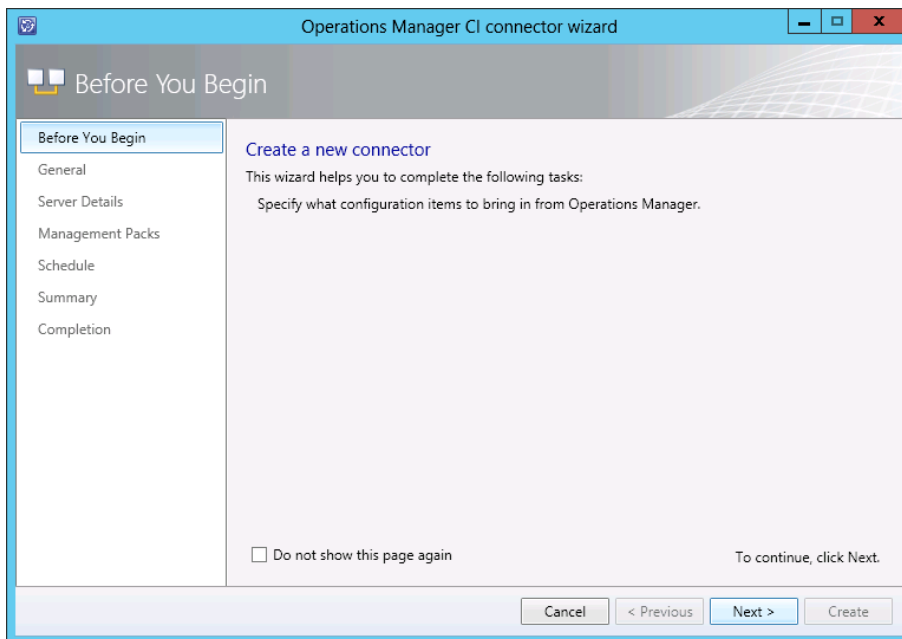 Operations Manager CI connector wizard
Before You Begin
Before You Begin
General
Server Details
Management Packs
Schedule
Summary
Completion
Create a new connector
This wizard helps you to complete the following tasks:
Specify what configuration items to bring in from Operations Manager.
Do not show this page again
To continue, click Next.
Cancel
< Previous
Next >
Create